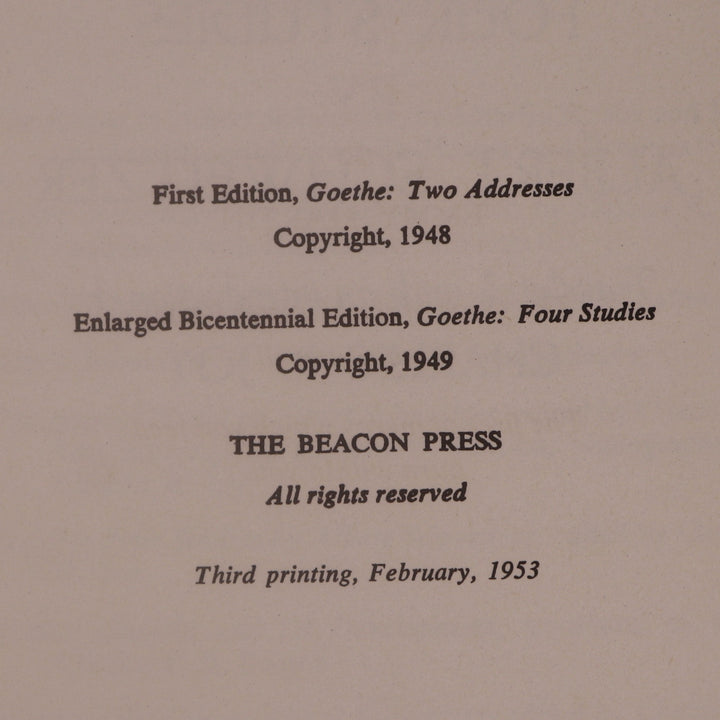 First Edition, Goethe: Two Addresses
Copyright, 1948
Enlarged Bicentennial Edition, Goethe: Four Studies
Copyright, 1949
THE BEACON PRESS
All rights reserved
Third printing, February, 1953